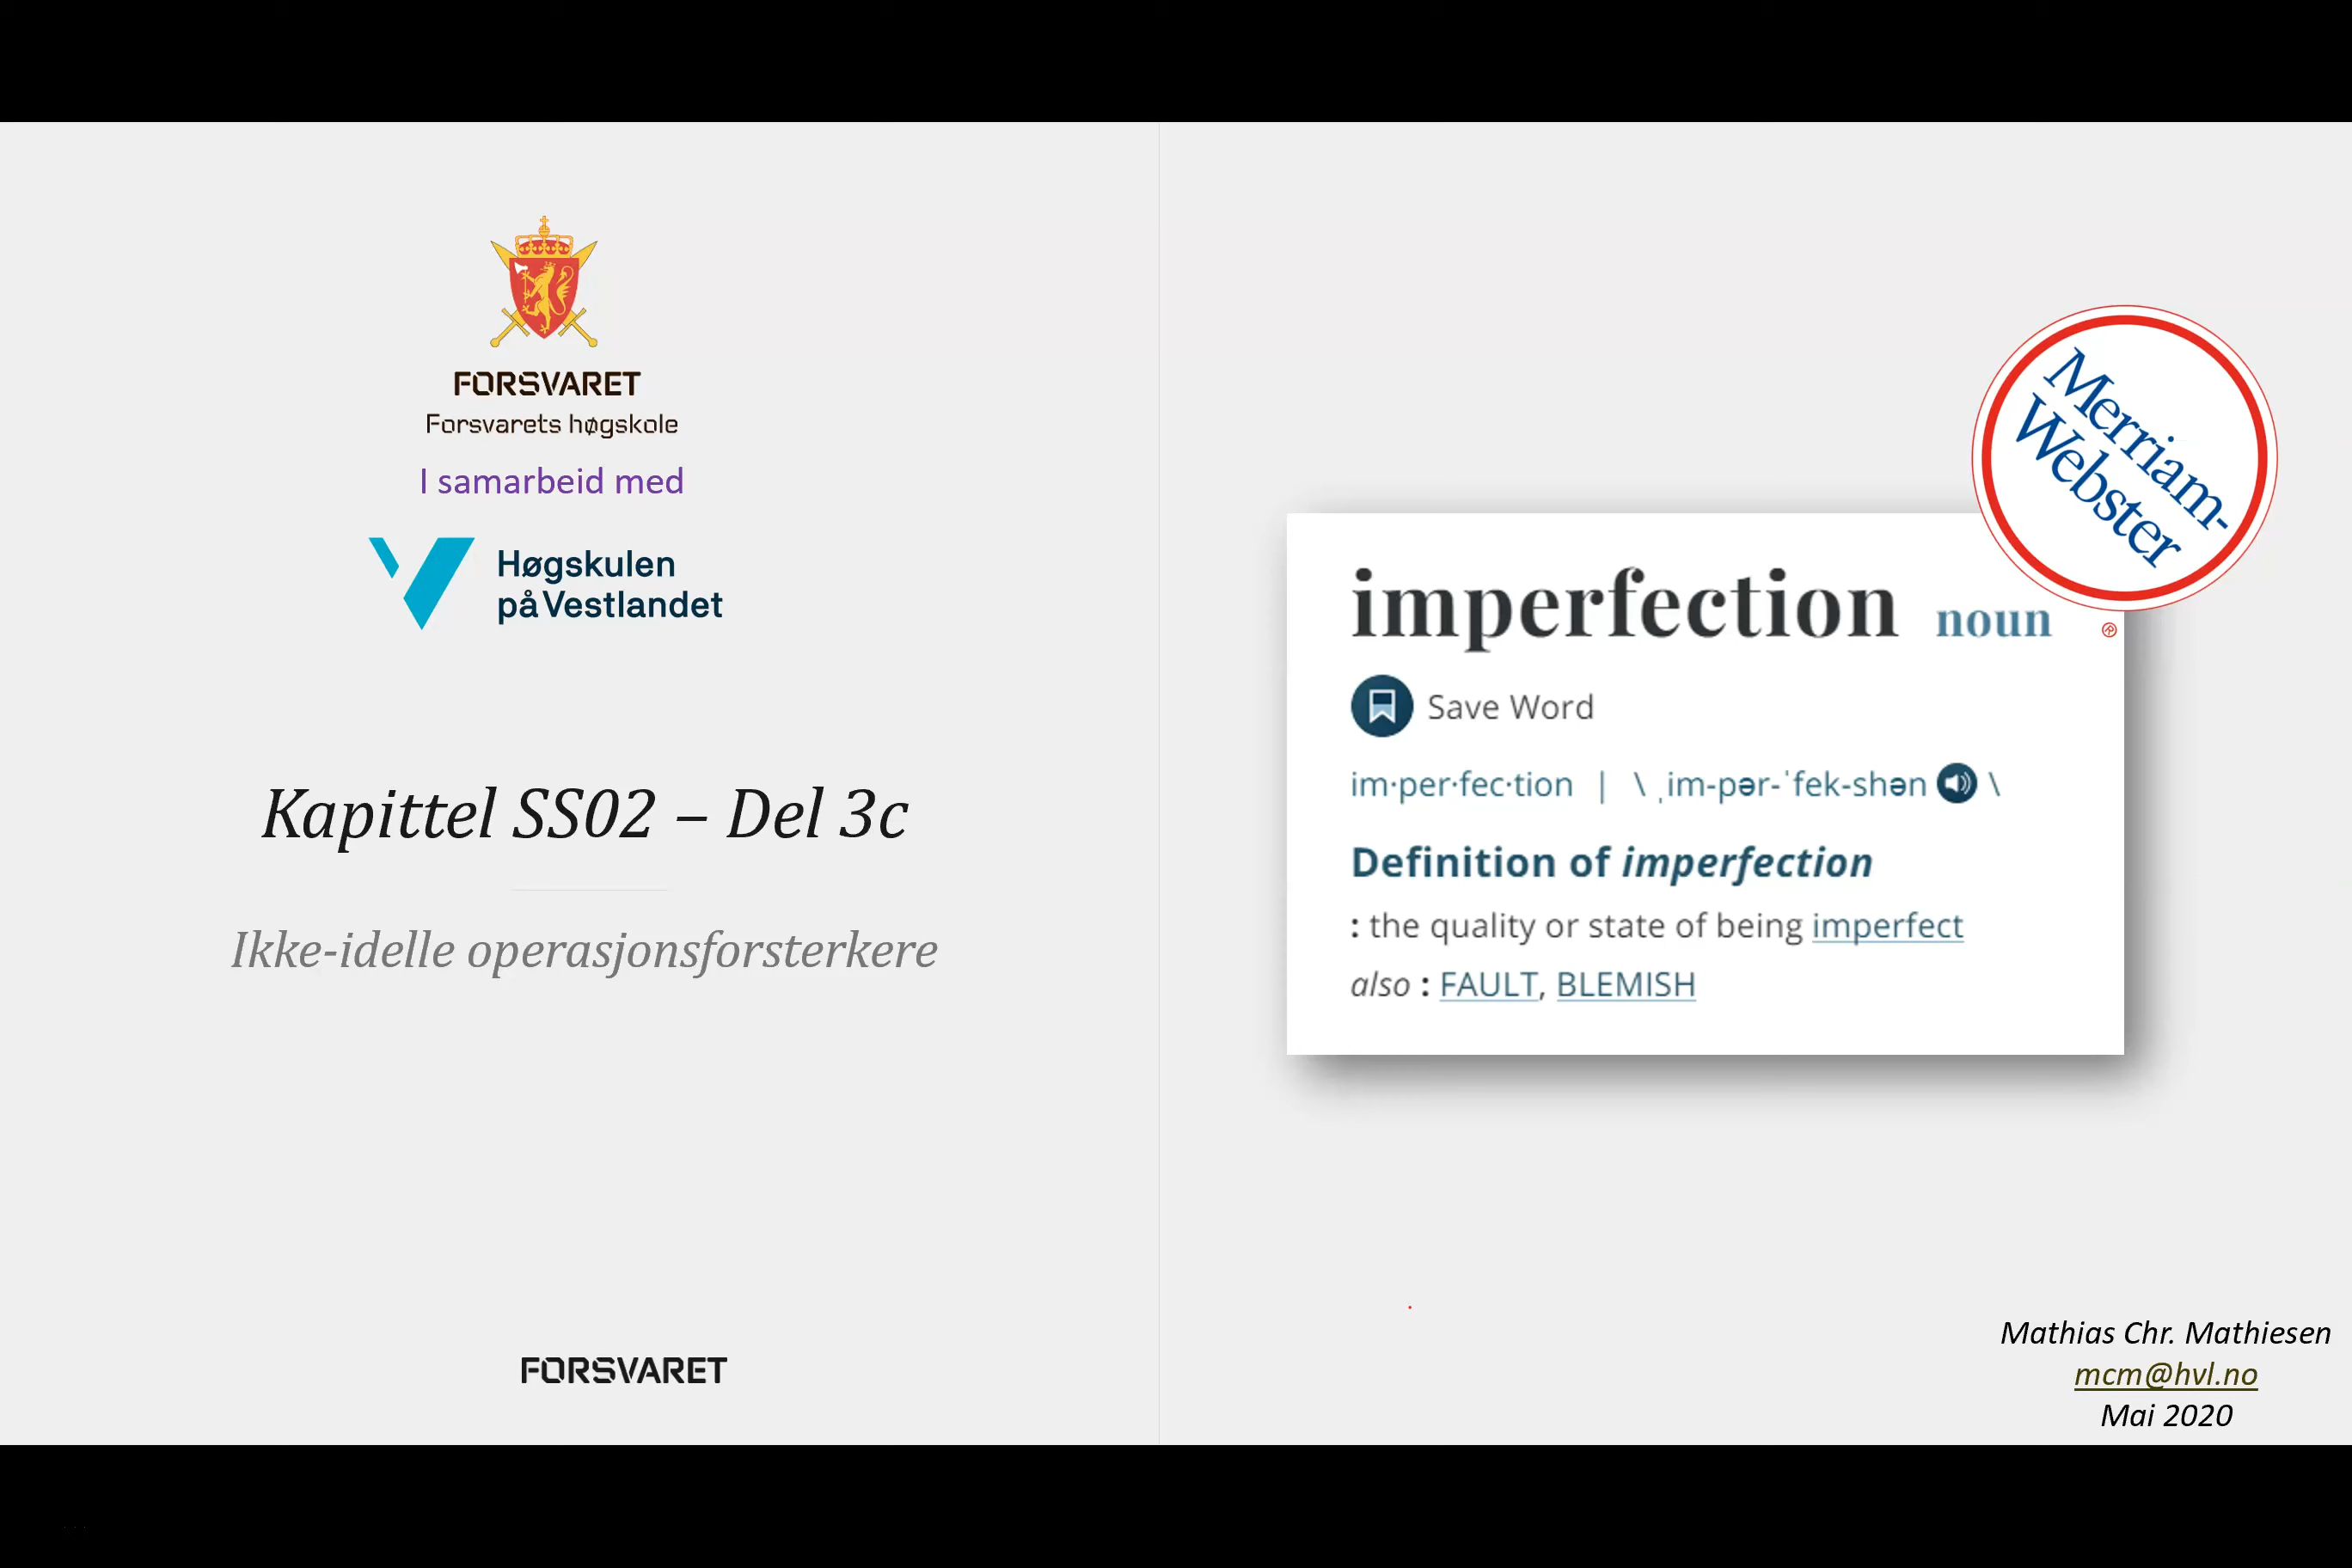 FORSVARET
Forsvarets høgskole
I samarbeid med
Høgskulen
på Vestlandet
Kapittel SS02 – Del 3c
Ikke-idelle operasjonsforsterkere
FORSVARET
Merriam-
Webster
®
imperfection noun
Save Word
im·per·fec·tion | \ ˌim-pər-ˈfek-shən \
Definition of imperfection
: the quality or state of being imperfect
also : FAULT, BLEMISH
Mathias Chr. Mathiesen
mcm@hvl.no
Mai 2020